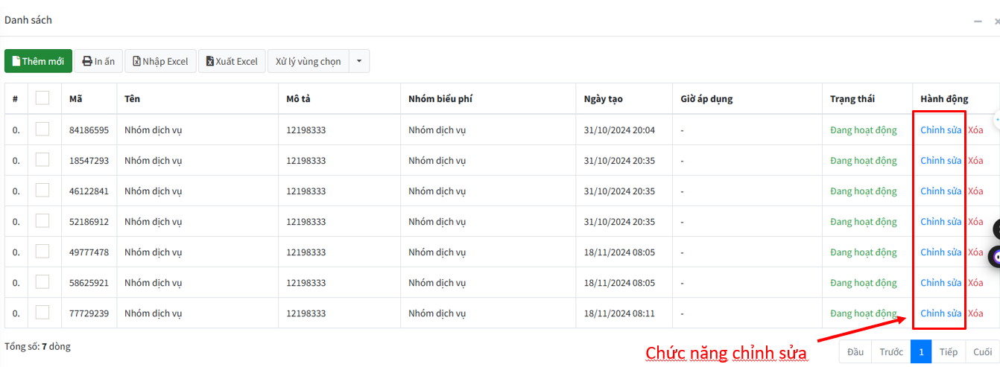 Danh sách
Thêm mới In ấn Nhập Excel Xuất Excel Xử lý vùng chọn
# Mã Tên Mô tả Nhóm biểu phí Ngày tạo Giờ áp dụng Trạng thái Hành động
0. 84186595 Nhóm dịch vụ 12198333 Nhóm dịch vụ 31/10/2024 20:04 - Đang hoạt động Chỉnh sửa Xóa
0. 18547293 Nhóm dịch vụ 12198333 Nhóm dịch vụ 31/10/2024 20:35 - Đang hoạt động Chỉnh sửa Xóa
0. 46122841 Nhóm dịch vụ 12198333 Nhóm dịch vụ 31/10/2024 20:35 - Đang hoạt động Chỉnh sửa Xóa
0. 52186912 Nhóm dịch vụ 12198333 Nhóm dịch vụ 31/10/2024 20:35 - Đang hoạt động Chỉnh sửa Xóa
0. 49777478 Nhóm dịch vụ 12198333 Nhóm dịch vụ 18/11/2024 08:05 - Đang hoạt động Chỉnh sửa Xóa
0. 58625921 Nhóm dịch vụ 12198333 Nhóm dịch vụ 18/11/2024 08:05 - Đang hoạt động Chỉnh sửa Xóa
0. 77729239 Nhóm dịch vụ 12198333 Nhóm dịch vụ 18/11/2024 08:11 - Đang hoạt động Chỉnh sửa Xóa
Tổng số: 7 dòng
Chức năng chỉnh sửa
Đầu Trước 1 Tiếp Cuối